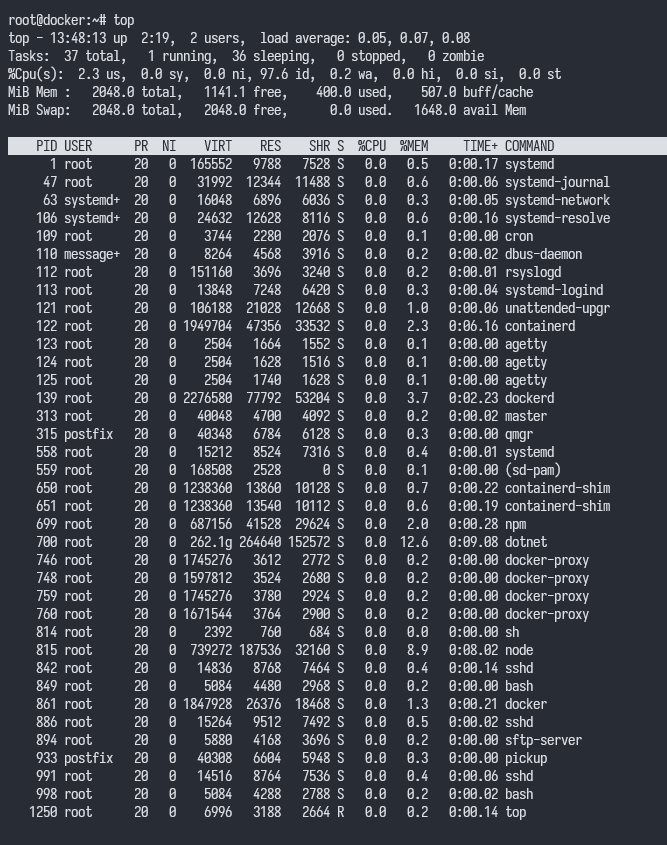 root@docker:~# top
top - 13:48:13 up  2:19,  2 users,  load average: 0.05, 0.07, 0.08
Tasks:  37 total,   1 running,  36 sleeping,   0 stopped,   0 zombie
%Cpu(s):  2.3 us,  0.0 sy,  0.0 ni, 97.6 id,  0.2 wa,  0.0 hi,  0.0 si,  0.0 st
MiB Mem :   2048.0 total,   1141.1 free,    400.0 used,    507.0 buff/cache
MiB Swap:   2048.0 total,   2048.0 free,      0.0 used.   1648.0 avail Mem
PID USER      PR  NI    VIRT    RES    SHR S  %CPU  %MEM     TIME+ COMMAND
1 root      20   0  165552   9788   7528 S   0.0   0.5   0:00.17 systemd
47 root      20   0   31992  12344  11488 S   0.0   0.6   0:00.06 systemd-journal
63 systemd+  20   0   16048   6896   6036 S   0.0   0.3   0:00.05 systemd-network
106 systemd+  20   0   24632  12628   8116 S   0.0   0.6   0:00.16 systemd-resolve
109 root      20   0    3744   2280   2076 S   0.0   0.1   0:00.00 cron
110 message+  20   0    8264   4568   3916 S   0.0   0.2   0:00.02 dbus-daemon
112 root      20   0  151160   3696   3240 S   0.0   0.2   0:00.01 rsyslogd
113 root      20   0   13848   7248   6420 S   0.0   0.3   0:00.04 systemd-logind
121 root      20   0  106188  21028  12668 S   0.0   1.0   0:00.06 unattended-upgr
122 root      20   0 1949704  47356  33532 S   0.0   2.3   0:06.16 containerd
123 root      20   0    2504   1664   1552 S   0.0   0.1   0:00.00 agetty
124 root      20   0    2504   1628   1516 S   0.0   0.1   0:00.00 agetty
125 root      20   0    2504   1740   1628 S   0.0   0.1   0:00.00 agetty
139 root      20   0 2276580  77792  53204 S   0.0   3.7   0:02.23 dockerd
313 root      20   0   40048   4700   4092 S   0.0   0.2   0:00.02 master
315 postfix   20   0   40348   6784   6128 S   0.0   0.3   0:00.00 qmgr
558 root      20   0   15212   8524   7316 S   0.0   0.4   0:00.01 systemd
559 root      20   0  168508   2528      0 S   0.0   0.1   0:00.00 (sd-pam)
650 root      20   0 1238360  13860  10128 S   0.0   0.7   0:00.22 containerd-shim
651 root      20   0 1238360  13540  10112 S   0.0   0.6   0:00.19 containerd-shim
699 root      20   0  687156  41528  29624 S   0.0   2.0   0:00.28 npm
700 root      20   0  262.1g 264640 152572 S   0.0  12.6   0:09.08 dotnet
746 root      20   0 1745276   3612   2772 S   0.0   0.2   0:00.00 docker-proxy
748 root      20   0 1597812   3524   2680 S   0.0   0.2   0:00.00 docker-proxy
759 root      20   0 1745276   3780   2924 S   0.0   0.2   0:00.00 docker-proxy
760 root      20   0 1671544   3764   2900 S   0.0   0.2   0:00.00 docker-proxy
814 root      20   0    2392    760    684 S   0.0   0.0   0:00.00 sh
815 root      20   0  739272 187536  32160 S   0.0   8.9   0:08.02 node
842 root      20   0   14836   8768   7464 S   0.0   0.4   0:00.14 sshd
849 root      20   0    5084   4480   2968 S   0.0   0.2   0:00.00 bash
861 root      20   0 1847928  26376  18468 S   0.0   1.3   0:00.21 docker
886 root      20   0   15264   9512   7492 S   0.0   0.5   0:00.02 sshd
894 root      20   0    5880   4168   3696 S   0.0   0.2   0:00.00 sftp-server
933 postfix   20   0   40308   6604   5948 S   0.0   0.3   0:00.00 pickup
991 root      20   0   14516   8764   7536 S   0.0   0.4   0:00.06 sshd
998 root      20   0    5084   4288   2788 S   0.0   0.2   0:00.02 bash
1250 root      20   0    6996   3188   2664 R   0.0   0.2   0:00.14 top